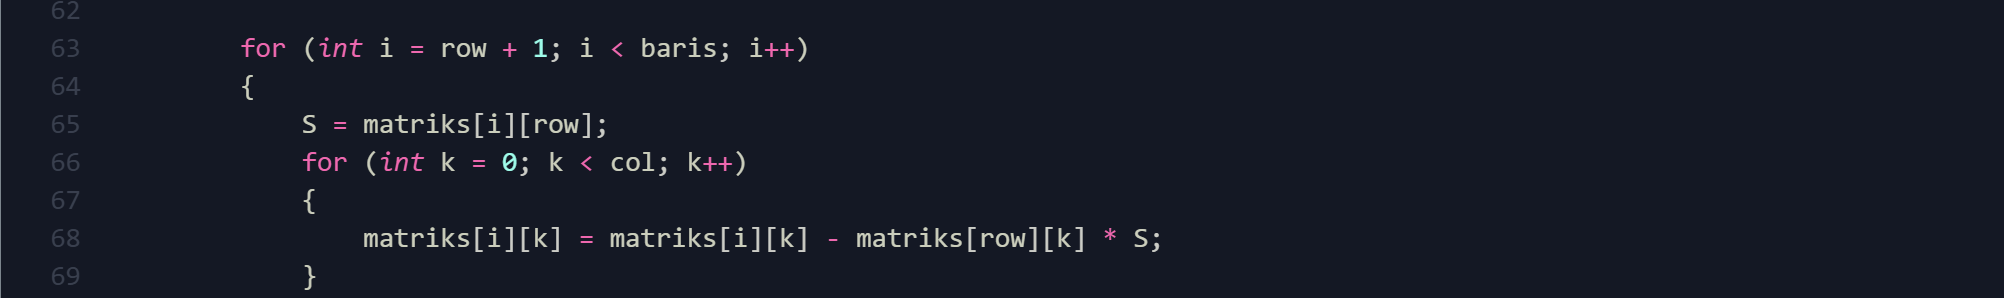 62
63 for (int i = row + 1; i < baris; i++)
64 {
65 S = matriks[i][row];
66 for (int k = 0; k < col; k++)
67 {
68 matriks[i][k] = matriks[i][k] - matriks[row][k] * S;
69 }